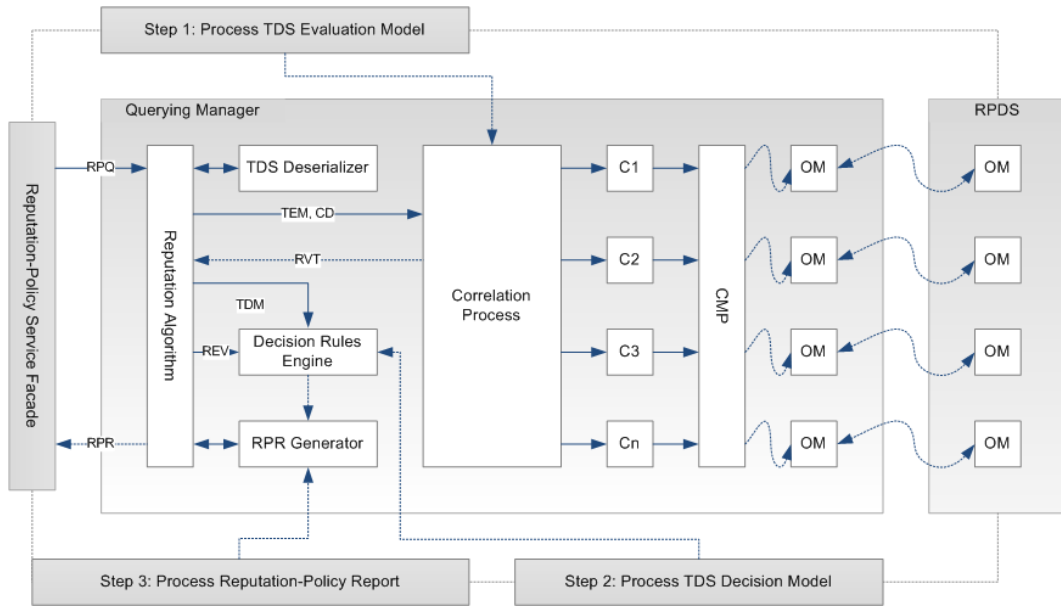 Step 1: Process TDS Evaluation Model
Querying Manager
RPDS
Reputation-Policy Service Facade
RPQ
Reputation Algorithm
TDS Deserializer
TEM, CD
RVT
TDM
REV
Decision Rules
Engine
RPR
RPR Generator
Correlation
Process
C1
C2
C3
Cn
CMP
OM
OM
OM
OM
OM
OM
OM
OM
Step 3: Process Reputation-Policy Report
Step 2: Process TDS Decision Model